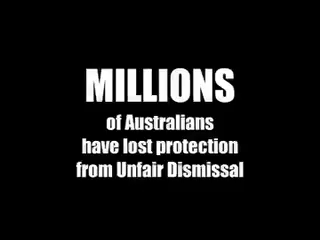 MILLIONS
of Australians
have lost protection
from Unfair Dismissal